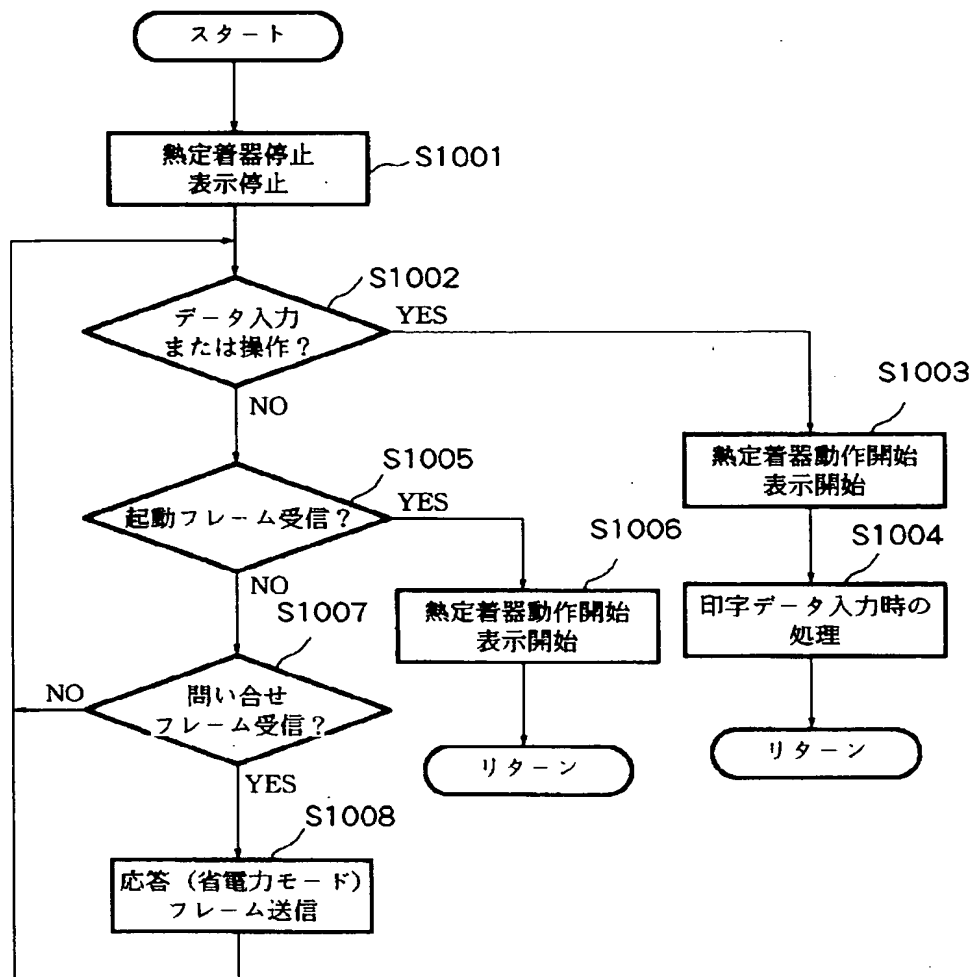 スタート
熱定着器停止
表示停止
S1001
S1002
データ入力
または操作？
YES
NO
S1003
熱定着器動作開始
表示開始
S1004
印字データ入力時の
処理
リターン
S1005
起動フレーム受信？
YES
NO
S1006
熱定着器動作開始
表示開始
リターン
S1007
問い合せ
フレーム受信？
NO
YES
S1008
応答（省電力モード）
フレーム送信